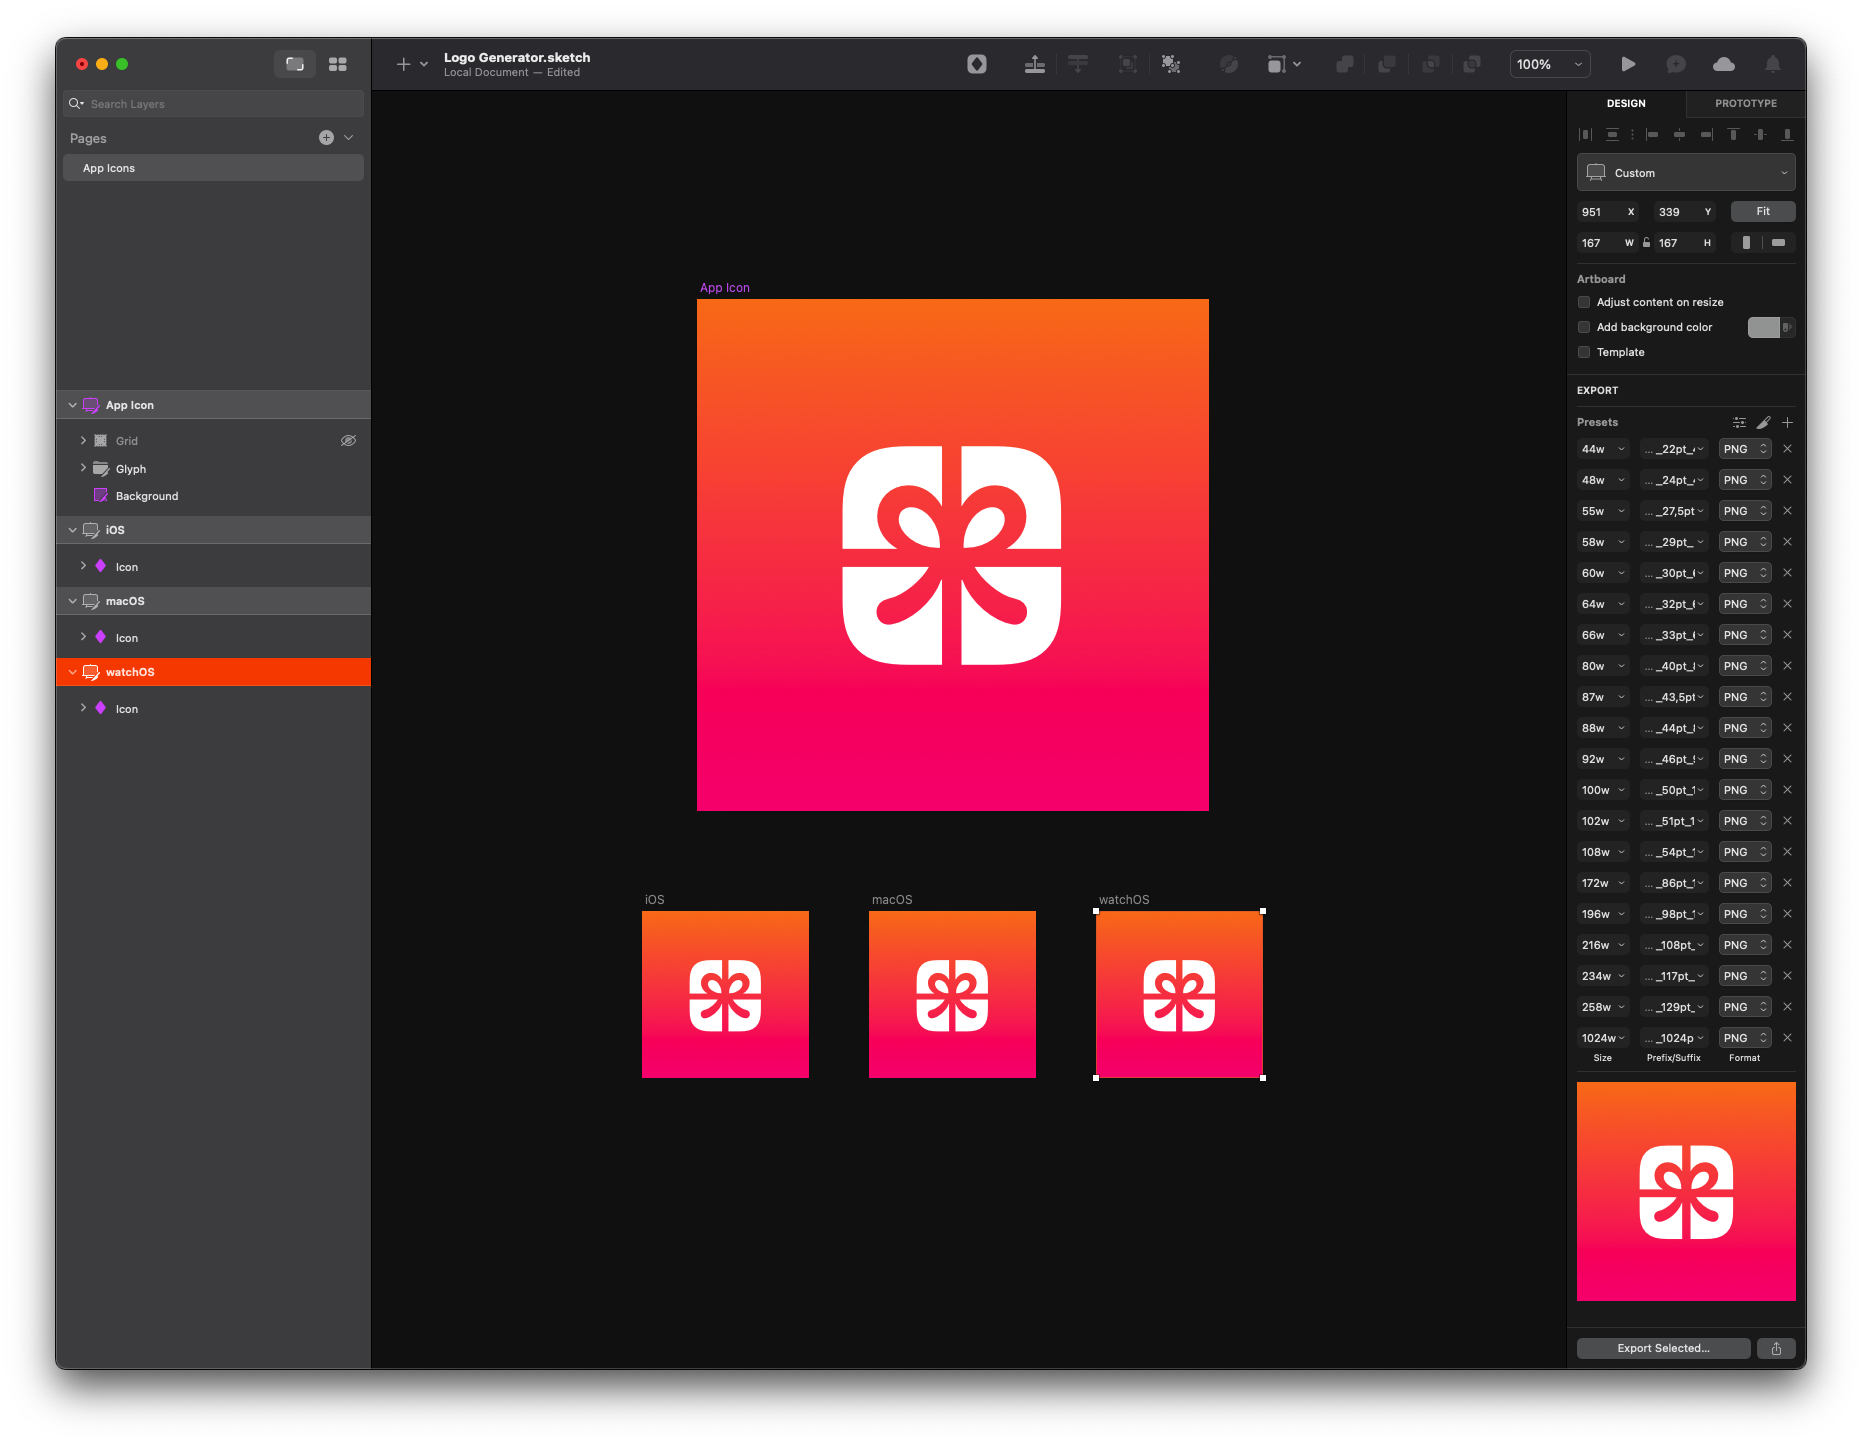 Logo Generator.sketch
Local Document — Edited
100%
Search Layers
Pages
App Icons
App Icon
Grid
Glyph
Background
iOS
Icon
macOS
Icon
watchOS
Icon
App Icon
iOS
macOS
watchOS
DESIGN
PROTOTYPE
Custom
951 X 339 Y Fit
167 W 167 H
Artboard
Adjust content on resize
Add background color
Template
EXPORT
Presets
44w ... _22pt_ PNG
48w ... _24pt_ PNG
55w ... _27,5pt PNG
58w ... _29pt_ PNG
60w ... _30pt_ PNG
64w ... _32pt_ PNG
66w ... _33pt_ PNG
80w ... _40pt_ PNG
87w ... _43,5pt PNG
88w ... _44pt_ PNG
92w ... _46pt_ PNG
100w ... _50pt_1 PNG
102w ... _51pt_1 PNG
108w ... _54pt_1 PNG
172w ... _86pt_1 PNG
196w ... _98pt_1 PNG
216w ... _108pt_ PNG
234w ... _117pt_ PNG
258w ... _129pt_ PNG
1024w ... _1024p PNG
Size Prefix/Suffix Format
Export Selected...